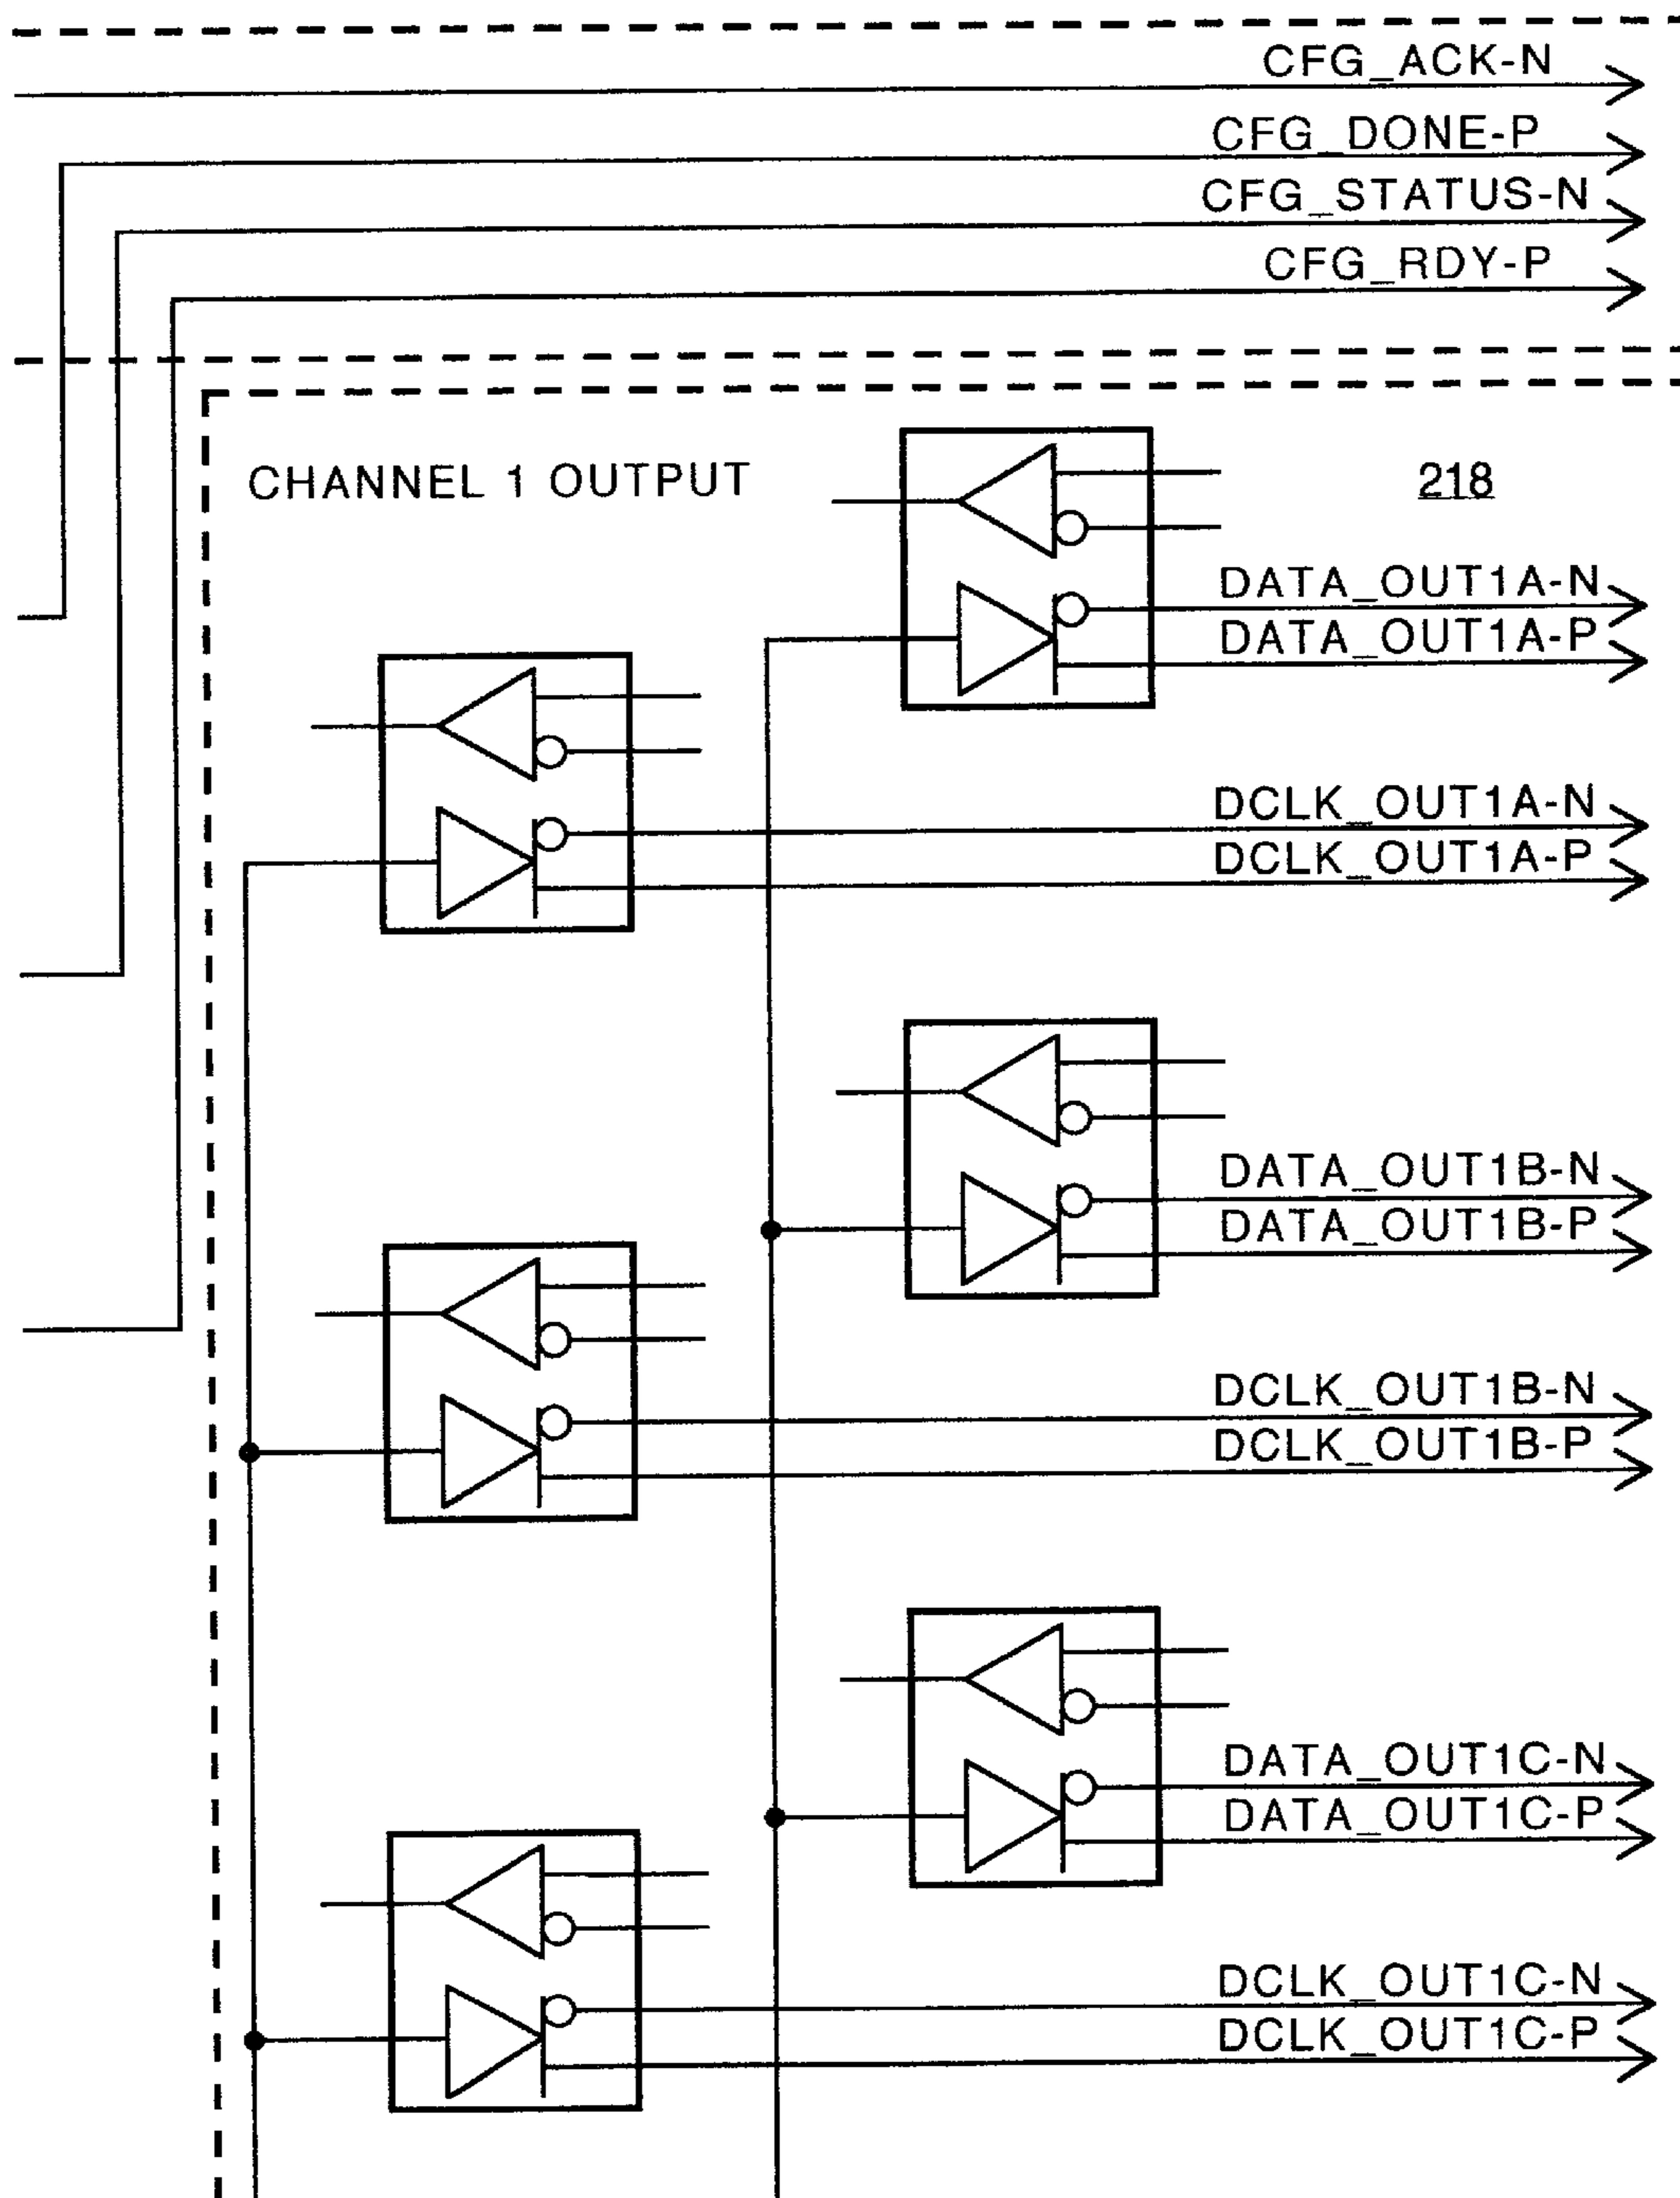 CFG_ACK-N
CFG_DONE-P
CFG_STATUS-N
CFG_RDY-P
CHANNEL 1 OUTPUT
218
DATA_OUT1A-N
DATA_OUT1A-P
DCLK_OUT1A-N
DCLK_OUT1A-P
DATA_OUT1B-N
DATA_OUT1B-P
DCLK_OUT1B-N
DCLK_OUT1B-P
DATA_OUT1C-N
DATA_OUT1C-P
DCLK_OUT1C-N
DCLK_OUT1C-P